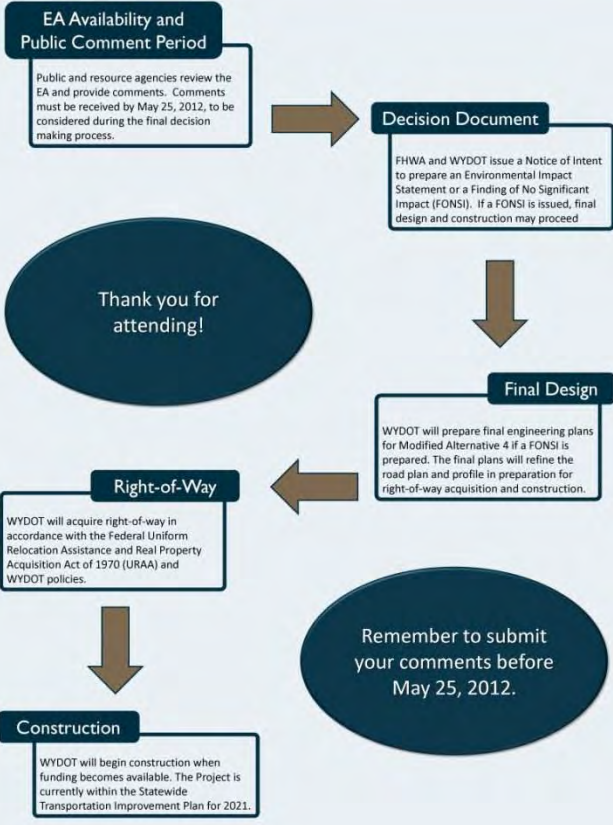 EA Availability and
Public Comment Period
Public and resource agencies review the
EA and provide comments.  Comments
must be received by May 25, 2012, to be
considered during the final decision
making process.
Decision Document
FHWA and WYDOT issue a Notice of Intent
to prepare an Environmental Impact
Statement or a Finding of No Significant
Impact (FONSI).  If a FONSI is issued, final
design and construction may proceed
Thank you for
attending!
Final Design
WYDOT will prepare final engineering plans
for Modified Alternative 4 if a FONSI is
prepared. The final plans will refine the
road plan and profile in preparation for
right-of-way acquisition and construction.
Right-of-Way
WYDOT will acquire right-of-way in
accordance with the Federal Uniform
Relocation Assistance and Real Property
Acquisition Act of 1970 (URAA) and
WYDOT policies.
Remember to submit
your comments before
May 25, 2012.
Construction
WYDOT will begin construction when
funding becomes available. The Project is
currently within the Statewide
Transportation Improvement Plan for 2021.